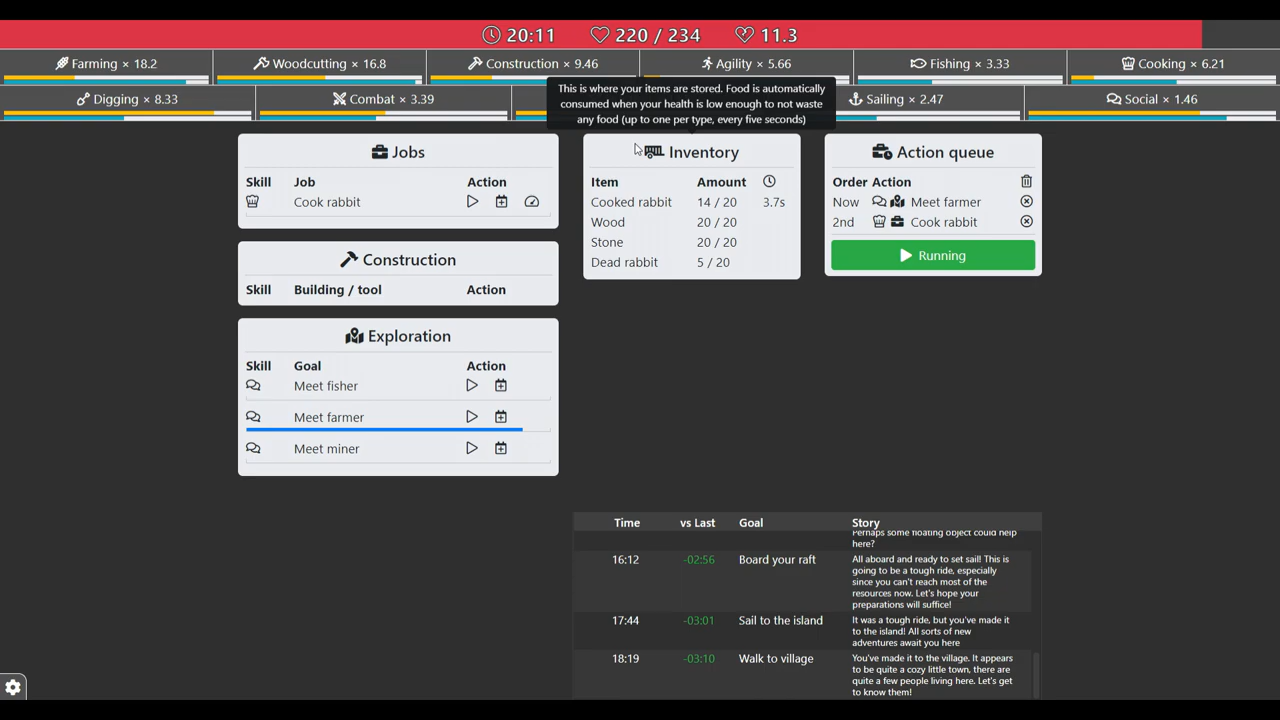 20:11 220 / 234 11.3
Farming × 18.2 Woodcutting × 16.8 Construction × 9.46 Agility × 5.66 Fishing × 3.33 Cooking × 6.21
Digging × 8.33 Combat × 3.39 Sailing × 2.47 Social × 1.46
This is where your items are stored. Food is automatically
consumed when your health is low enough to not waste
any food (up to one per type, every five seconds)
Jobs
Skill Job Action
Cook rabbit
Construction
Skill Building / tool Action
Exploration
Skill Goal Action
Meet fisher
Meet farmer
Meet miner
Inventory
Item Amount
Cooked rabbit 14 / 20 3.7s
Wood 20 / 20
Stone 20 / 20
Dead rabbit 5 / 20
Action queue
Order Action
Now Meet farmer
2nd Cook rabbit
Running
Time vs Last Goal Story
Perhaps some floating object could help
here?
16:12 -02:56 Board your raft All aboard and ready to set sail! This is
going to be a tough ride, especially
since you can't reach most of the
resources now. Let's hope your
preparations will suffice!
17:44 -03:01 Sail to the island It was a tough ride, but you've made it
to the island! All sorts of new
adventures await you here
18:19 -03:10 Walk to village You've made it to the village. It appears
to be quite a cozy little town, there are
quite a few people living here. Let's get
to know them!